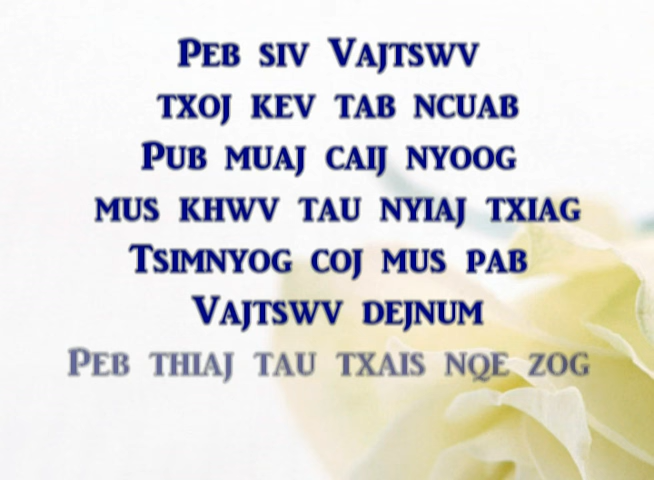 Peb siv Vajtswv
txoj kev tab ncuab
Pub muaj caij nyoog
mus khwv tau nyiaj txiag
Tsimnyog coj mus pab
Vajtswv dejnum
Peb thiaj tau txais nqe zog